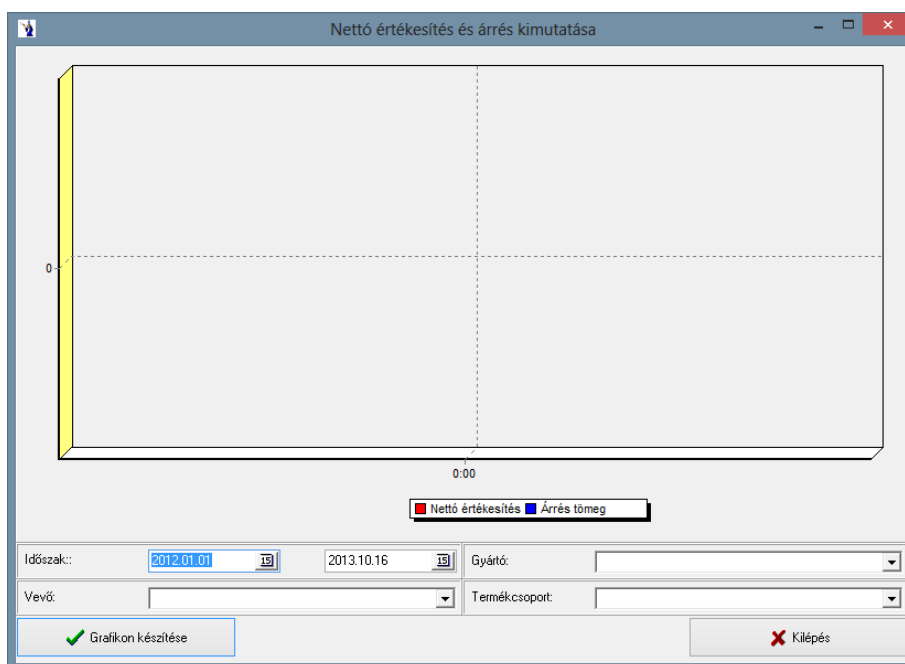 Nettó értékesítés és árrés kimutatása
0
0:00
Nettó értékesítés Árrés tömeg
Időszak:: 2012.01.01 15 2013.10.16 15 Gyártó:
Vevő: Termékcsoport:
Grafikon készítése Kilépés